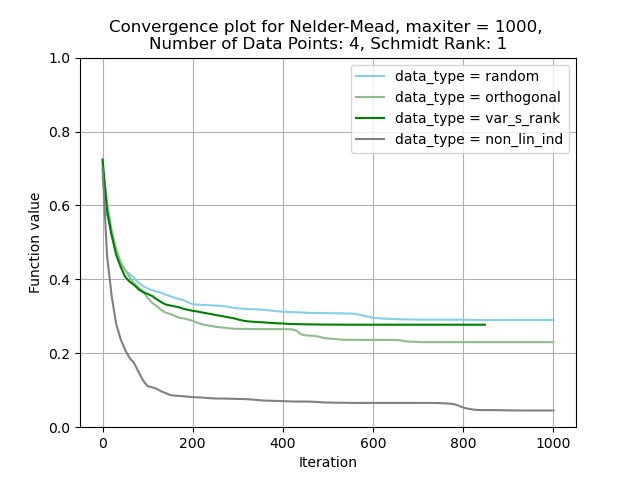 Convergence plot for Nelder-Mead, maxiter = 1000,
Number of Data Points: 4, Schmidt Rank: 1
data_type = random
data_type = orthogonal
data_type = var_s_rank
data_type = non_lin_ind
Function value
1.0
0.8
0.6
0.4
0.2
0.0
0 200 400 600 800 1000
Iteration